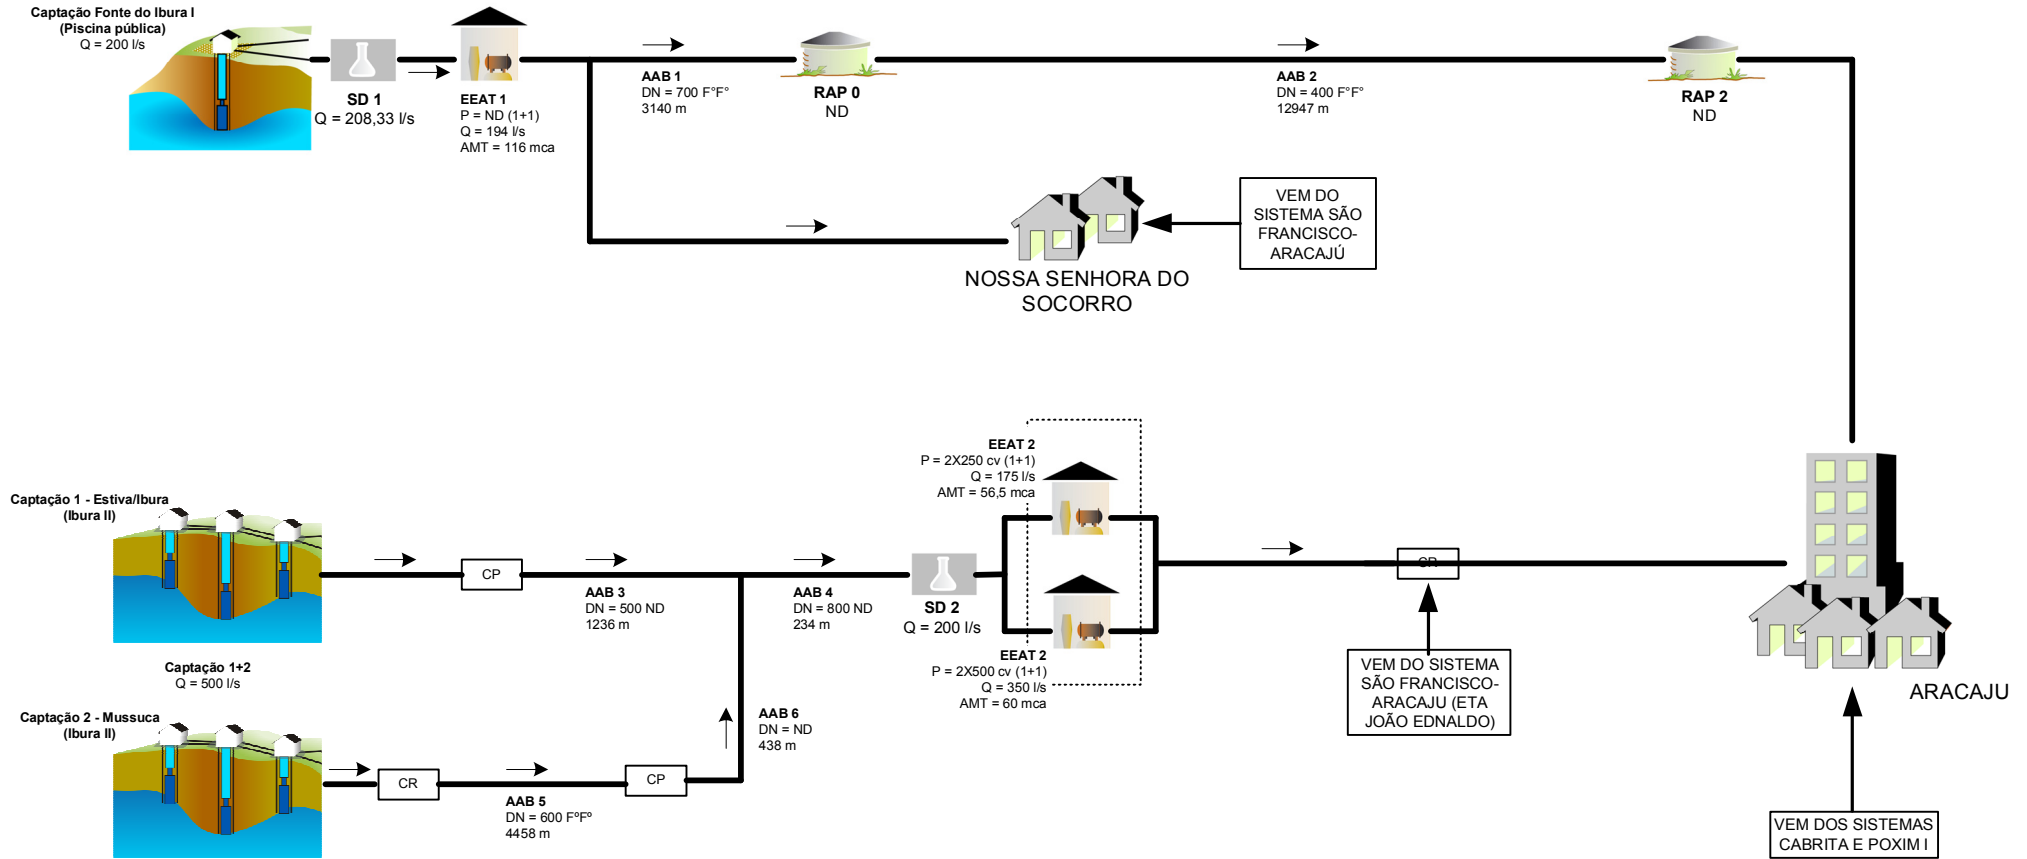 Captação Fonte do Ibura I
(Piscina pública)
Q = 200 l/s
SD 1
Q = 208,33 l/s
EEAT 1
P = ND (1+1)
Q = 194 l/s
AMT = 116 mca
AAB 1
DN = 700 F°F°
3140 m
RAP 0
ND
AAB 2
DN = 400 F°F°
12947 m
RAP 2
ND
NOSSA SENHORA DO
SOCORRO
VEM DO
SISTEMA SÃO
FRANCISCO-
ARACAJÚ
Captação 1 - Estiva/Ibura
(Ibura II)
CP
AAB 3
DN = 500 ND
1236 m
AAB 4
DN = 800 ND
234 m
SD 2
Q = 200 l/s
EEAT 2
P = 2X250 cv (1+1)
Q = 175 l/s
AMT = 56,5 mca
EEAT 2
P = 2X500 cv (1+1)
Q = 350 l/s
AMT = 60 mca
CR
VEM DO SISTEMA
SÃO FRANCISCO-
ARACAJU (ETA
JOÃO EDNALDO)
ARACAJU
VEM DOS SISTEMAS
CABRITA E POXIM I
Captação 1+2
Q = 500 l/s
Captação 2 - Mussuca
(Ibura II)
CR
AAB 5
DN = 600 FºFº
4458 m
CP
AAB 6
DN = ND
438 m